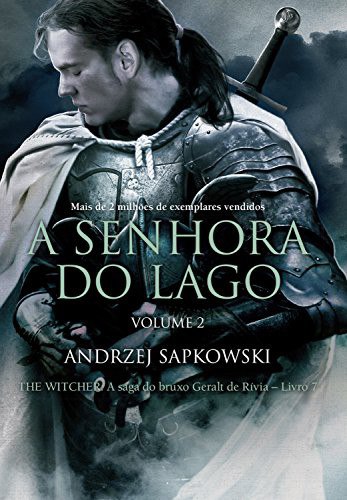 Mais de 2 milhões de exemplares vendidos
A SENHORA
DO LAGO
VOLUME 2
ANDRZEJ SAPKOWSKI
THE WITCHER: A saga do bruxo Geralt de Rívia – Livro 7